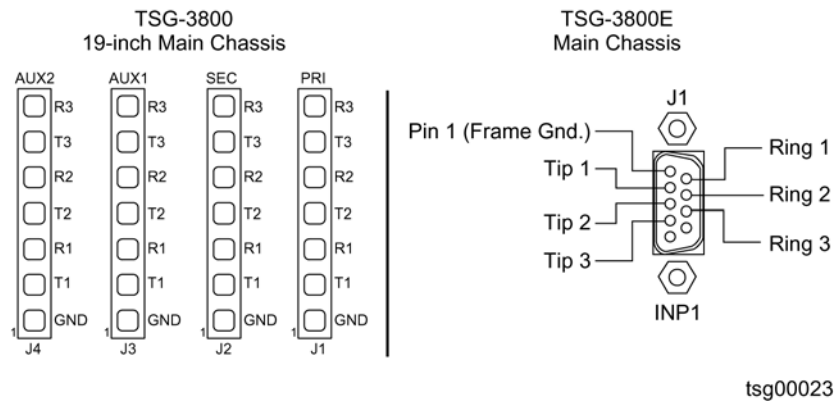 TSG-3800
19-inch Main Chassis
AUX2
R3
T3
R2
T2
R1
T1
GND
1
J4
AUX1
R3
T3
R2
T2
R1
T1
GND
1
J3
SEC
R3
T3
R2
T2
R1
T1
GND
1
J2
PRI
R3
T3
R2
T2
R1
T1
GND
1
J1
TSG-3800E
Main Chassis
J1
Pin 1 (Frame Gnd.)
Tip 1
Tip 2
Tip 3
Ring 1
Ring 2
Ring 3
INP1
tsg00023